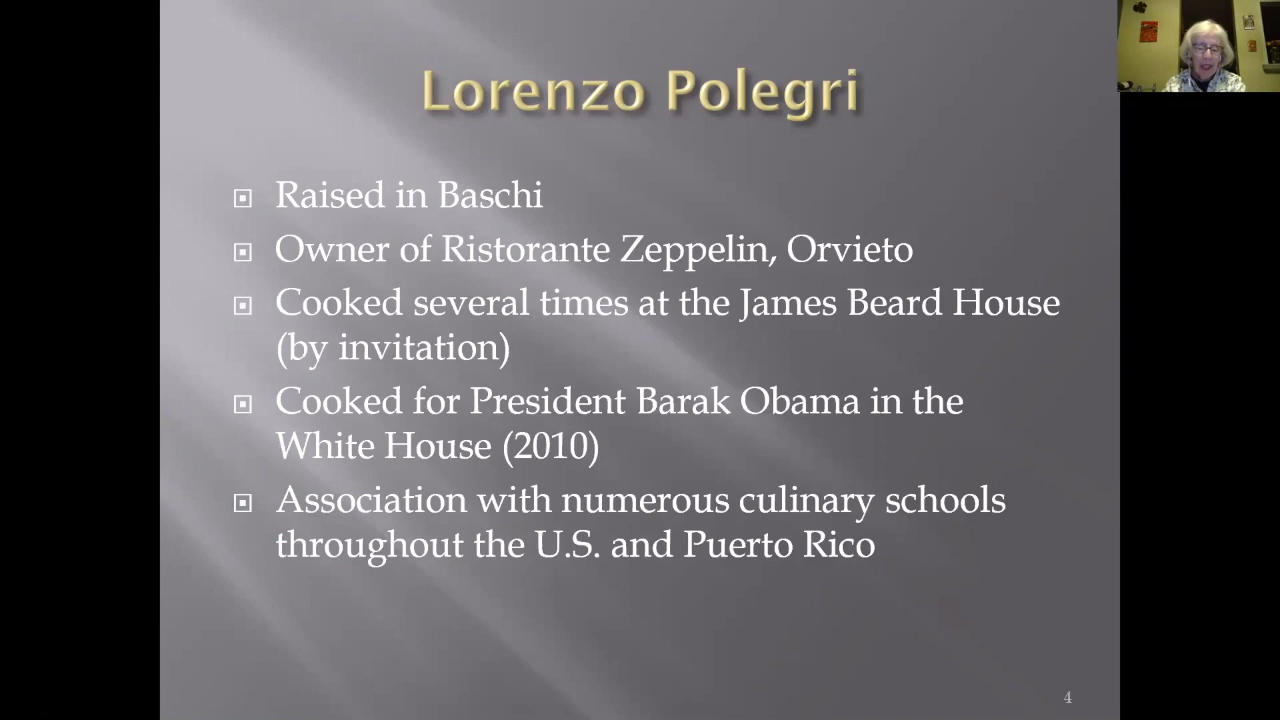 Lorenzo Polegri
Raised in Baschi
Owner of Ristorante Zeppelin, Orvieto
Cooked several times at the James Beard House
(by invitation)
Cooked for President Barak Obama in the
White House (2010)
Association with numerous culinary schools
throughout the U.S. and Puerto Rico
4